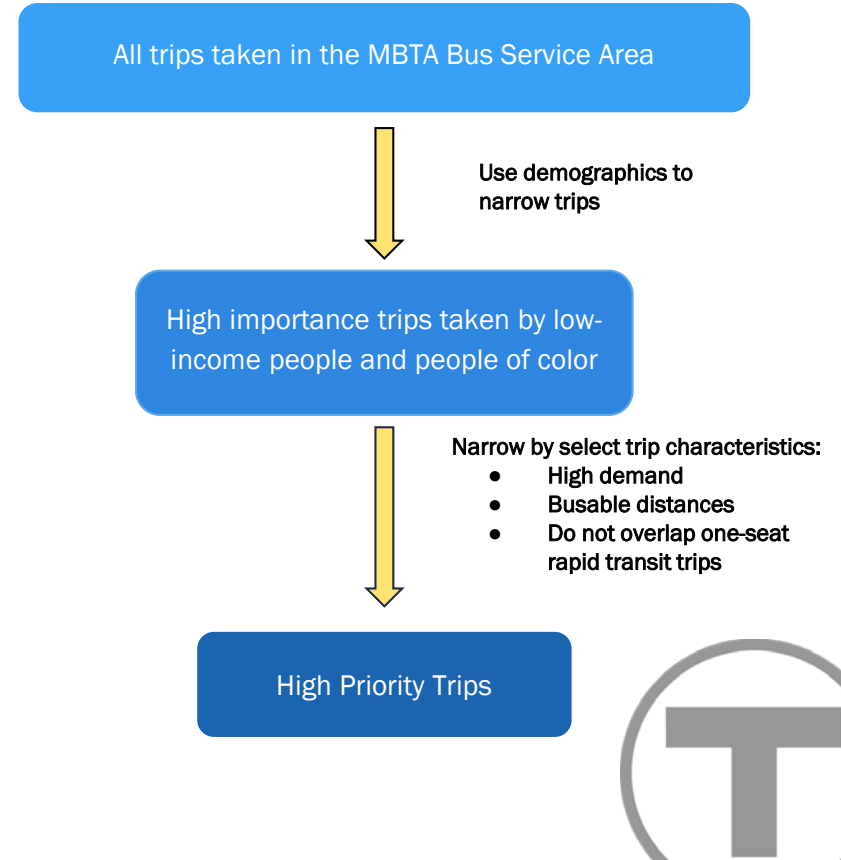 All trips taken in the MBTA Bus Service Area
Use demographics to
narrow trips
High importance trips taken by low-
income people and people of color
Narrow by select trip characteristics:
● High demand
● Busable distances
● Do not overlap one-seat
rapid transit trips
High Priority Trips
T